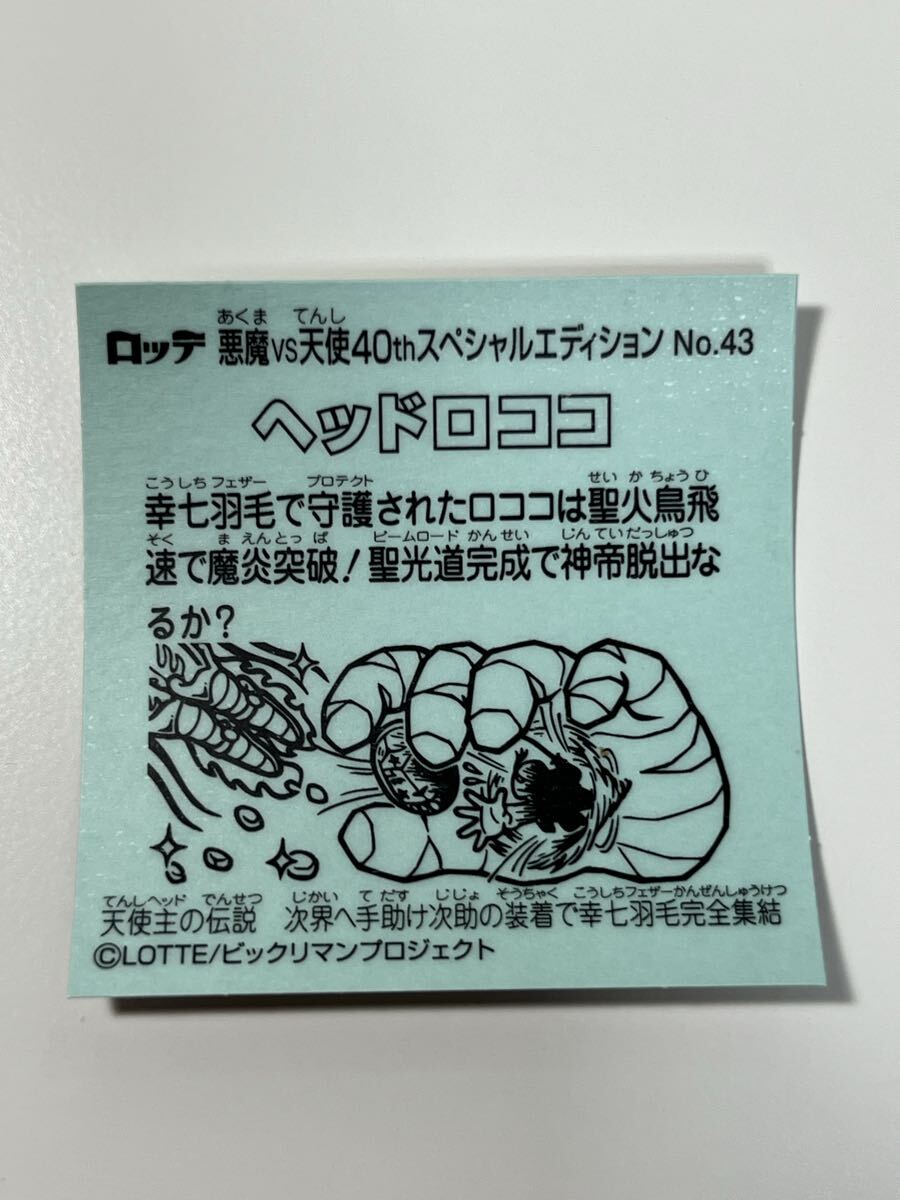 あくま てんし
ロッテ 悪魔VS天使40thスペシャルエディション No.43
ヘッドロココ
こうしちフェザー プロテクト せいかちょうひ
幸七羽毛で守護されたロココは聖火鳥飛
そく まえんとっぱ ビームロードかんせい じんていだっしゅつ
速で魔炎突破!聖光道完成で神帝脱出な
るか?
てんしヘッド でんせつ じかい てだす じじょ そうちゃく こうしちフェザーかんぜんしゅうけつ
天使主の伝説 次界へ手助け次助の装着で幸七羽毛完全集結
©LOTTE/ビックリマンプロジェクト